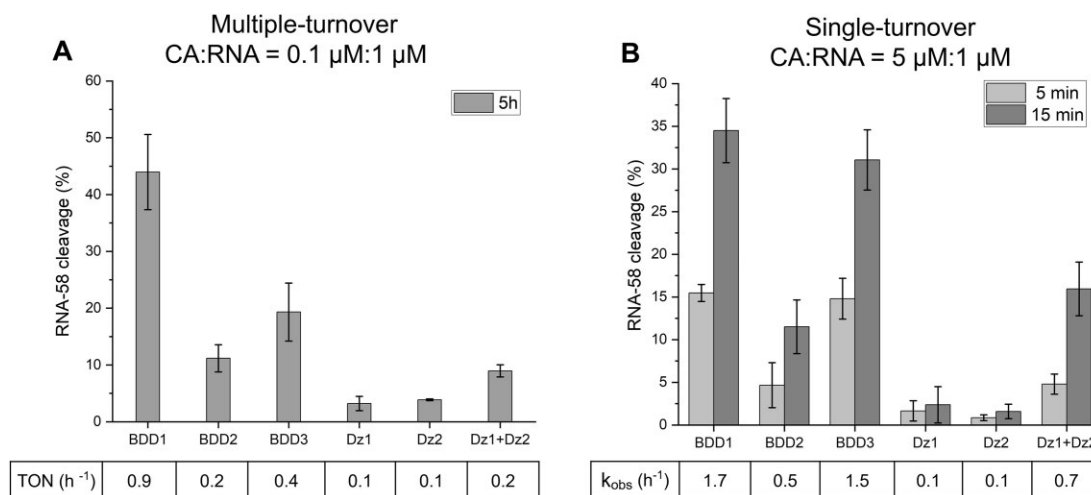 Multiple-turnover
CA:RNA = 0.1 µM:1 µM
A
60
50
40
30
20
10
0
RNA-58 cleavage (%)
5h
BDD1 BDD2 BDD3 Dz1 Dz2 Dz1+Dz2
TON (h⁻¹) 0.9 0.2 0.4 0.1 0.1 0.2
Single-turnover
CA:RNA = 5 µM:1 µM
B
40
35
30
25
20
15
10
5
0
RNA-58 cleavage (%)
5 min
15 min
BDD1 BDD2 BDD3 Dz1 Dz2 Dz1+Dz2
kobs (h⁻¹) 1.7 0.5 1.5 0.1 0.1 0.7